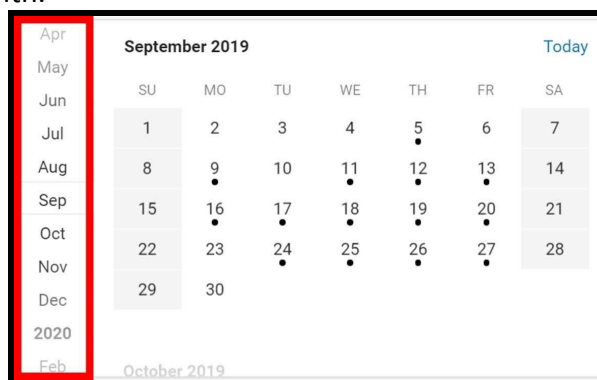 Apr
May
Jun
Jul
Aug
Sep
Oct
Nov
Dec
2020
Feb
September 2019 Today
SU MO TU WE TH FR SA
1 2 3 4 5 6 7
8 9 10 11 12 13 14
15 16 17 18 19 20 21
22 23 24 25 26 27 28
29 30
October 2019